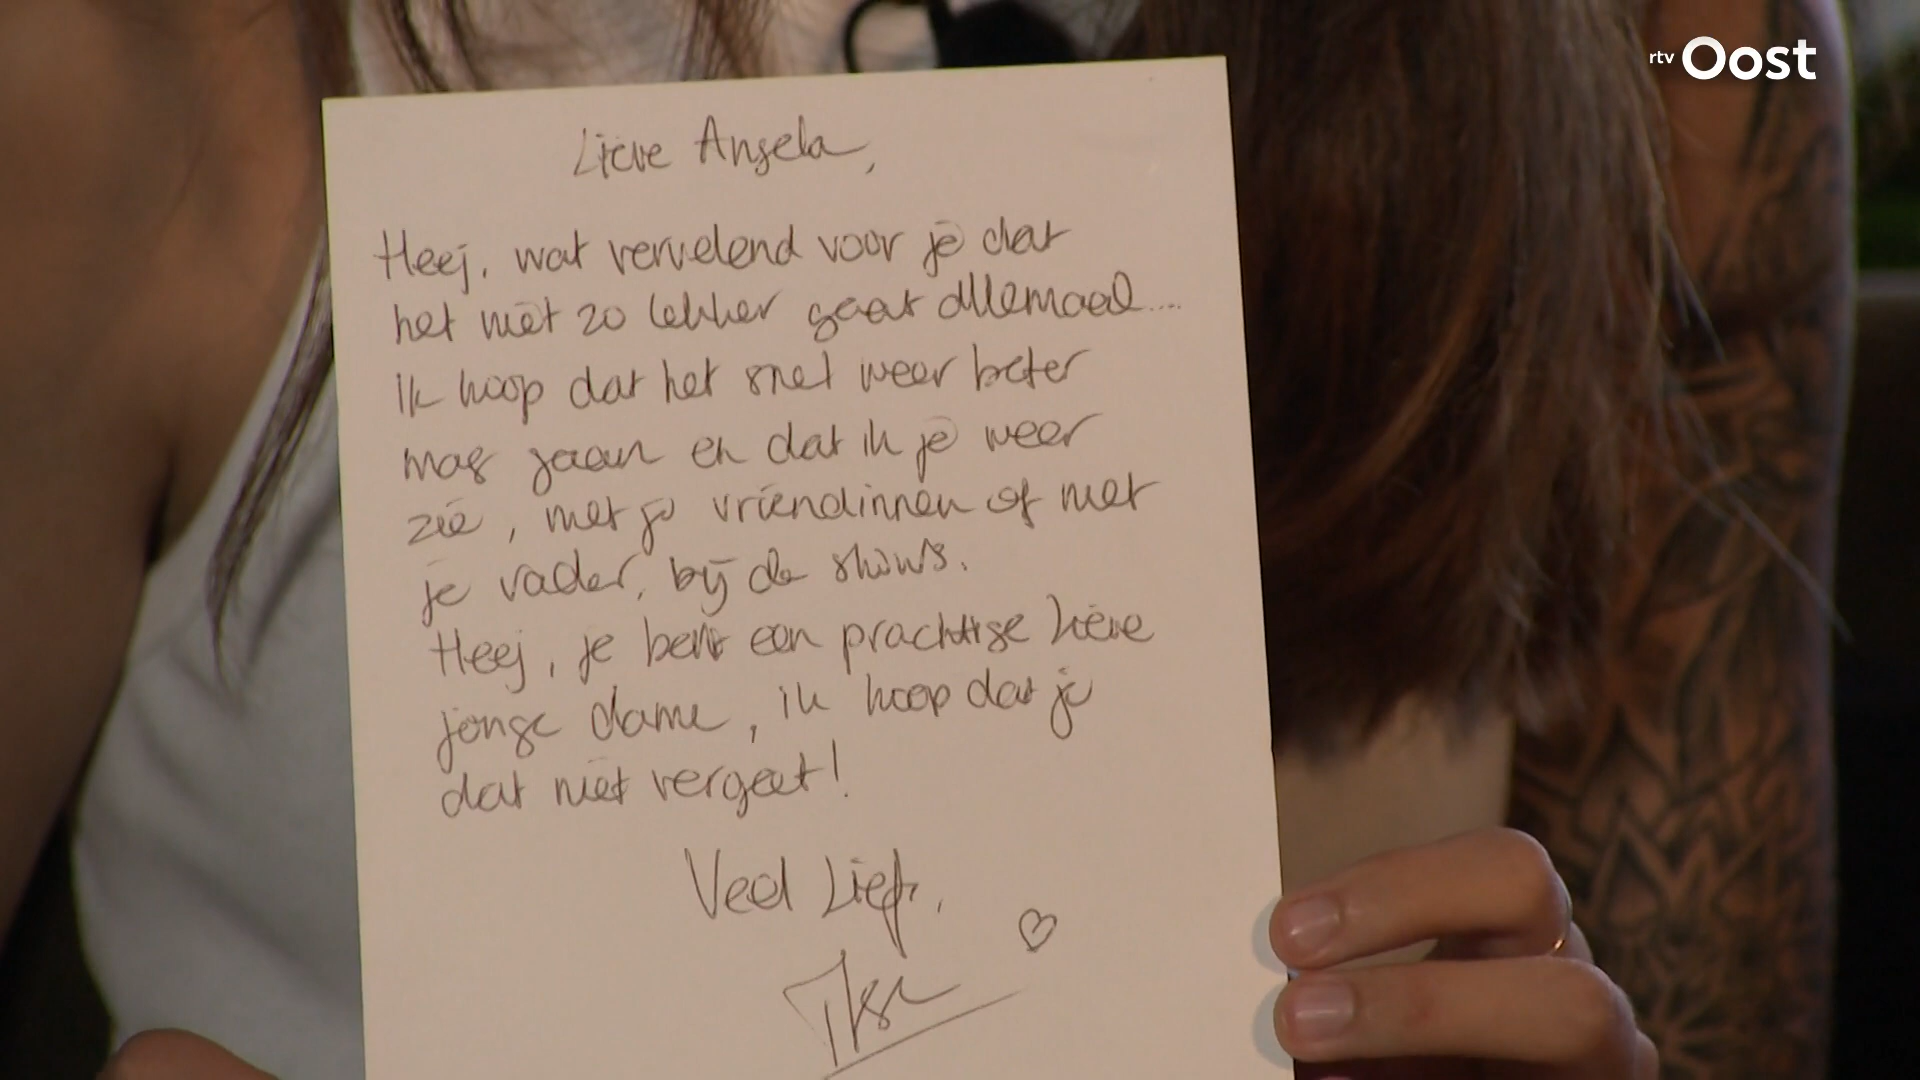 rtv Oost
Lieve Angela,
Heej, wat vervelend voor je dat
het niet zo lekker gaat allemaal....
ik hoop dat het snel weer beter
mag gaan en dat ik je weer
zie, met je vriendinnen of met
je vader, bij de shows.
Heej, je bent een prachtige lieve
jonge dame, ik hoop dat je
dat niet vergeet!
Veel Liefs,
Ilse